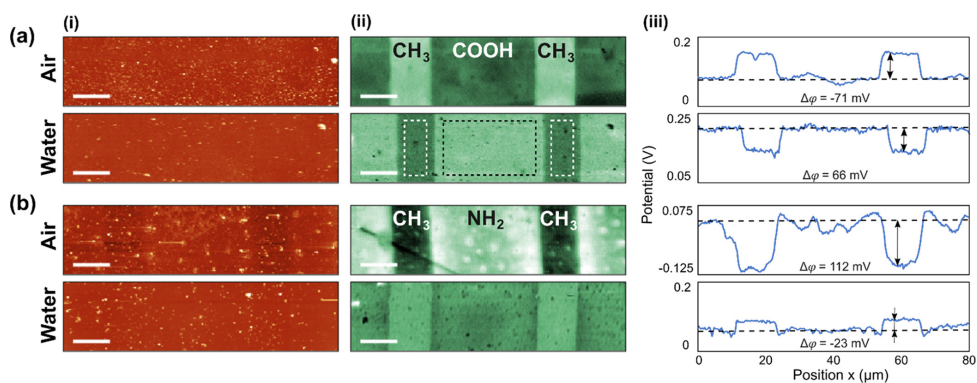 (i) (ii) (iii)
(a)
Air
CH3 COOH CH3
0.2
0
Δφ = -71 mV
Water
0.25
0.05
Δφ = 66 mV
Potential (V)
(b)
Air
CH3 NH2 CH3
0.075
-0.125
Δφ = 112 mV
Water
0.2
0
Δφ = -23 mV
0 20 40 60 80
Position x (μm)